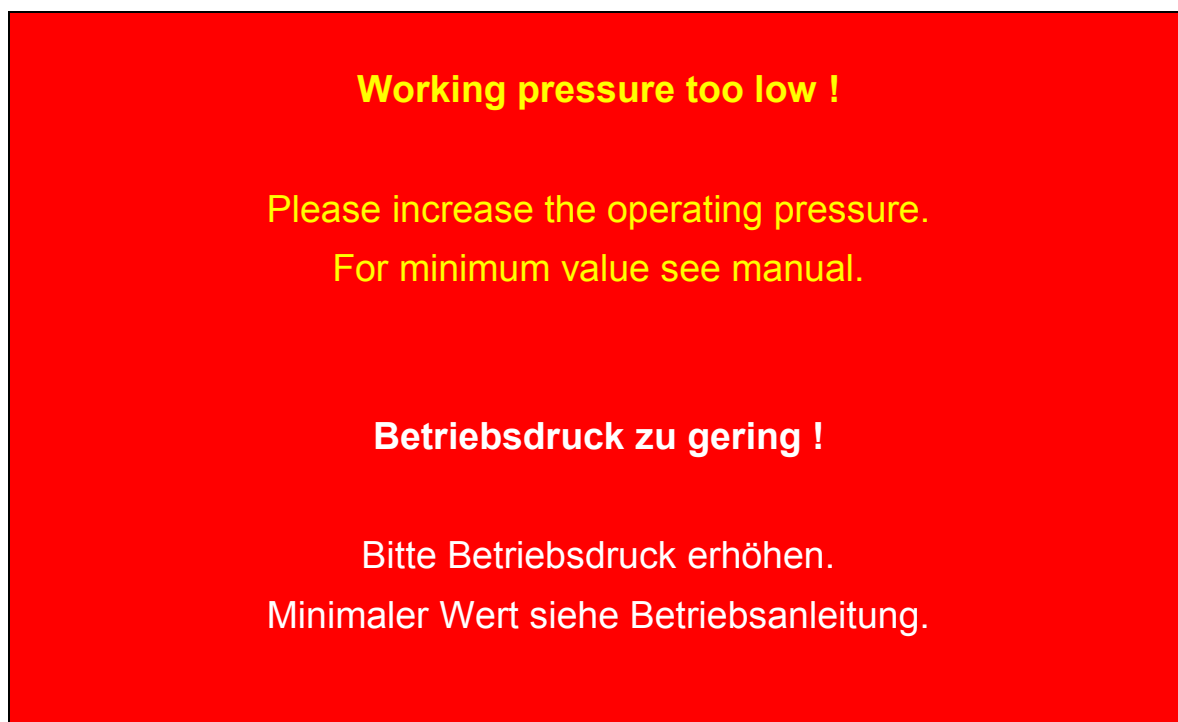 Working pressure too low !
Please increase the operating pressure.
For minimum value see manual.
Betriebsdruck zu gering !
Bitte Betriebsdruck erhöhen.
Minimaler Wert siehe Betriebsanleitung.